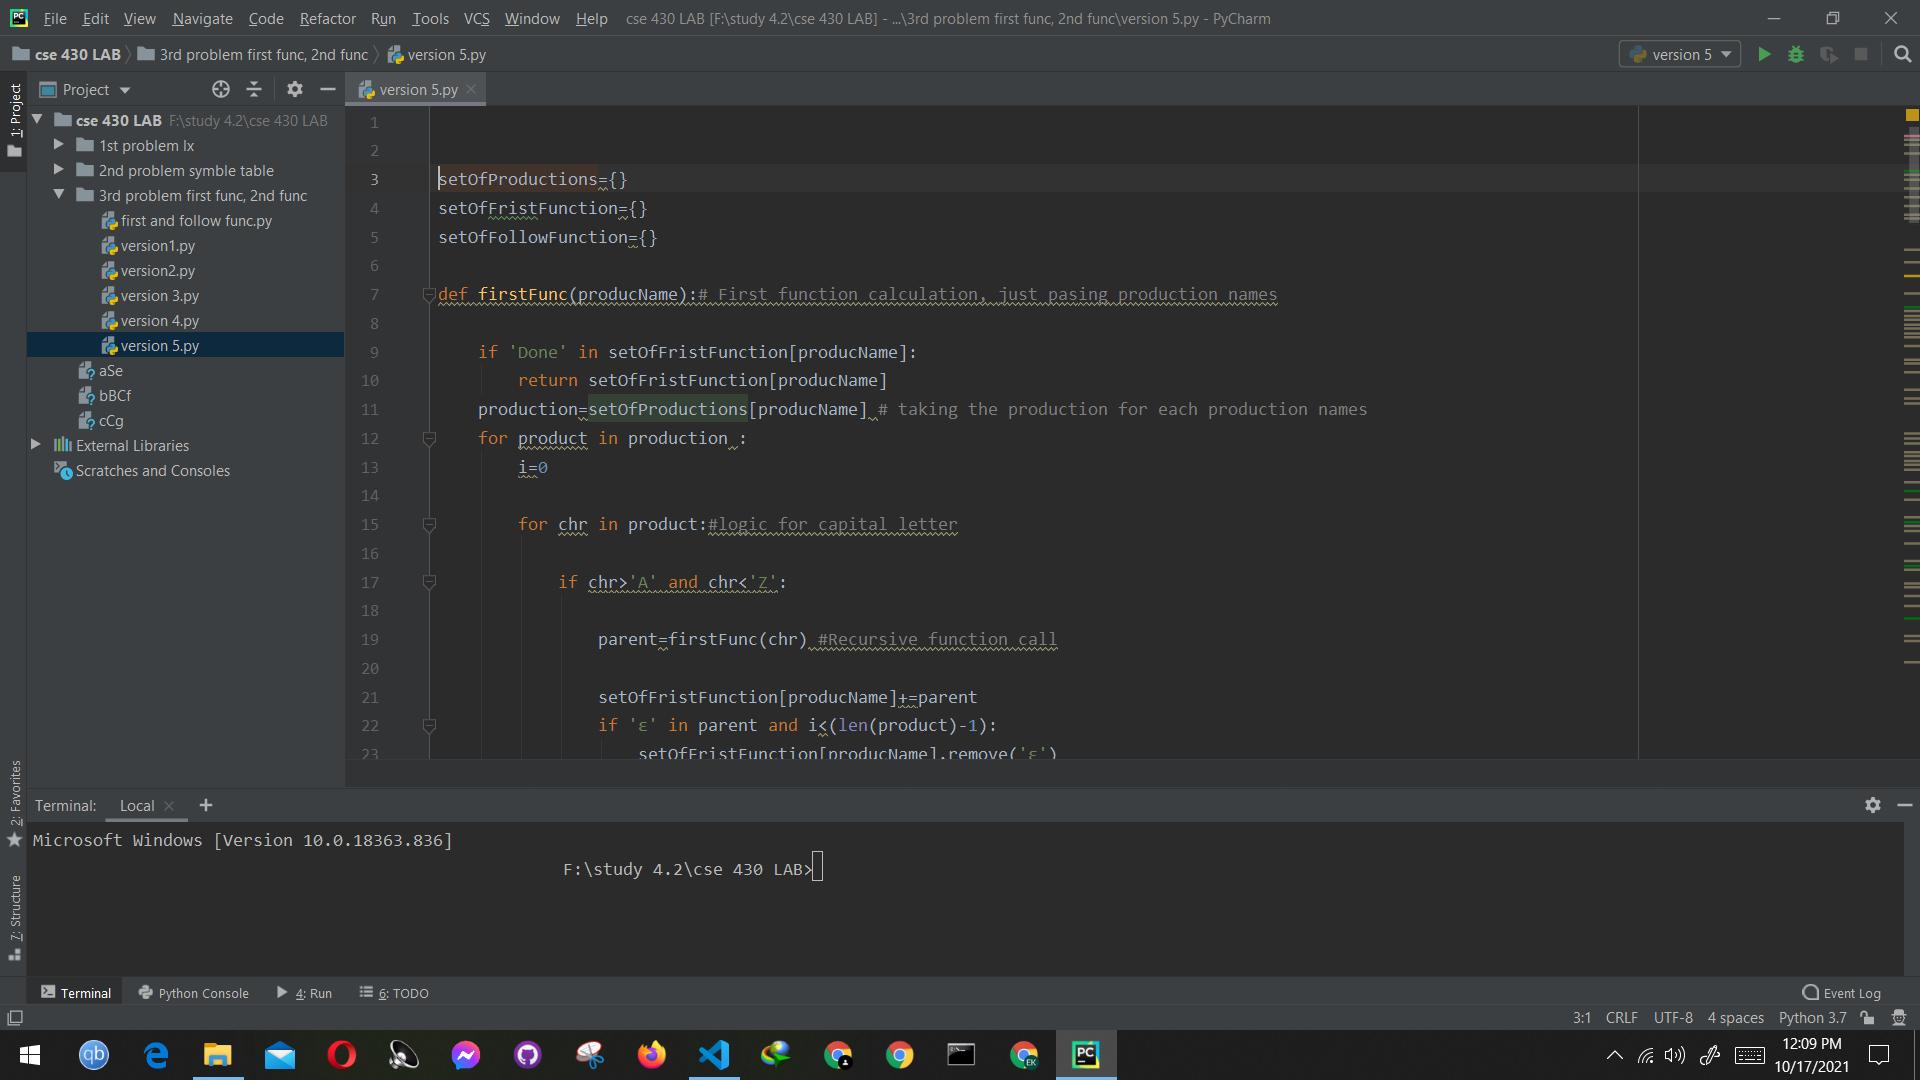 File Edit View Navigate Code Refactor Run Tools VCS Window Help cse 430 LAB [F:\study 4.2\cse 430 LAB] - ...\3rd problem first func, 2nd func\version 5.py - PyCharm
cse 430 LAB 3rd problem first func, 2nd func version 5.py version 5
1: Project
Project
version 5.py
cse 430 LAB F:\study 4.2\cse 430 LAB
1st problem lx
2nd problem symble table
3rd problem first func, 2nd func
first and follow func.py
version1.py
version2.py
version 3.py
version 4.py
version 5.py
aSe
bBCf
cCg
External Libraries
Scratches and Consoles
1
2
3 setOfProductions={}
4 setOfFristFunction={}
5 setOfFollowFunction={}
6
7 def firstFunc(producName):# First function calculation, just pasing production names
8
9 if 'Done' in setOfFristFunction[producName]:
10 return setOfFristFunction[producName]
11 production=setOfProductions[producName] # taking the production for each production names
12 for product in production :
13 i=0
14
15 for chr in product:#logic for capital letter
16
17 if chr>'A' and chr<'Z':
18
19 parent=firstFunc(chr) #Recursive function call
20
21 setOfFristFunction[producName]+=parent
22 if 'ε' in parent and i<(len(product)-1):
23 setOfFristFunction[producName].remove('ε')
2: Favorites
7: Structure
Terminal: Local
Microsoft Windows [Version 10.0.18363.836]
F:\study 4.2\cse 430 LAB>
Terminal Python Console 4: Run 6: TODO Event Log
3:1 CRLF UTF-8 4 spaces Python 3.7
qb
EK
PC
12:09 PM
10/17/2021